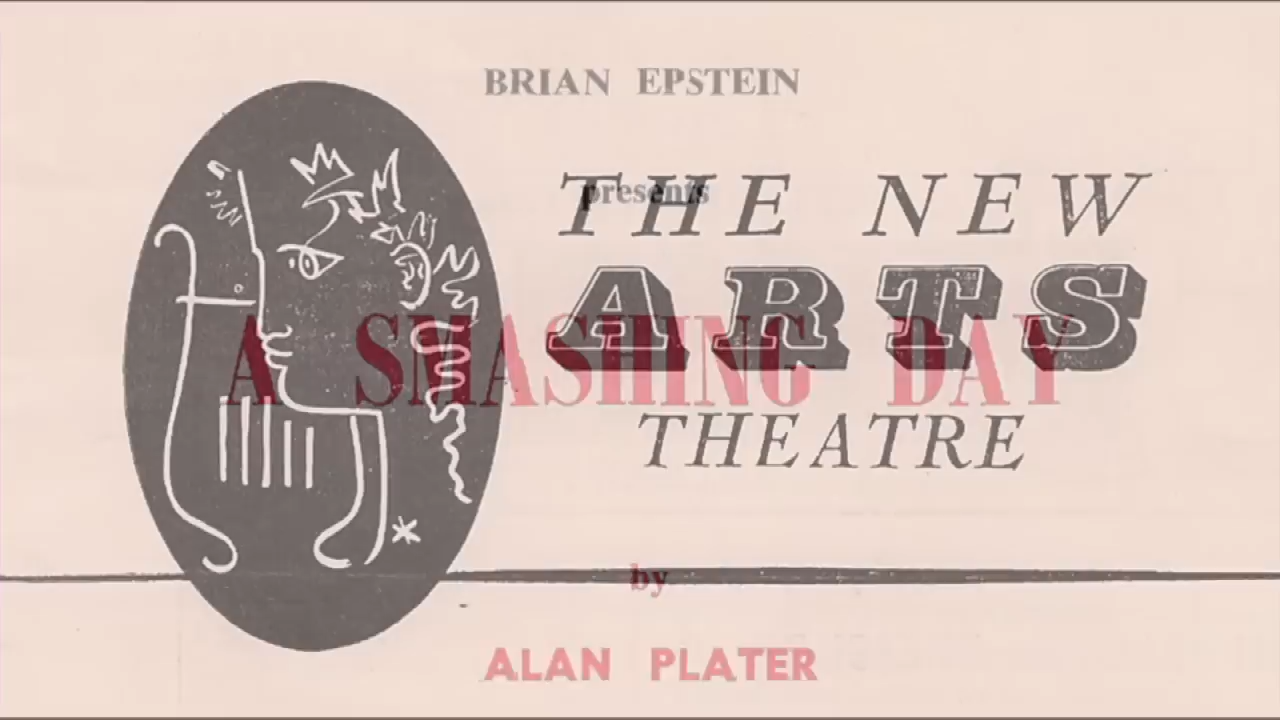 BRIAN EPSTEIN
presents
THE NEW
ARTS
A SMASHING DAY
THEATRE
by
ALAN PLATER